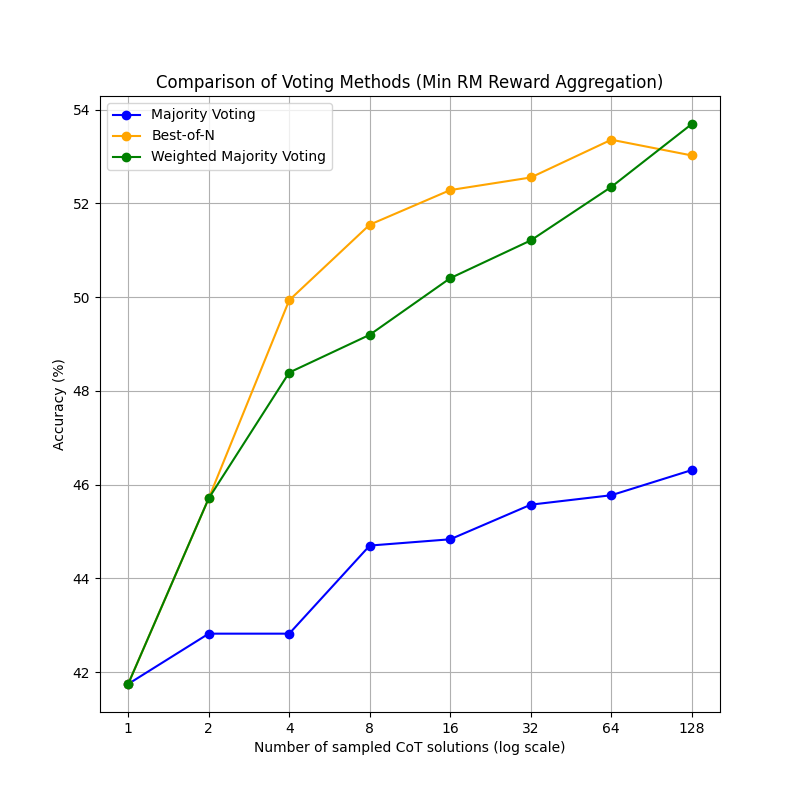 Comparison of Voting Methods (Min RM Reward Aggregation)
Majority Voting
Best-of-N
Weighted Majority Voting
54
52
50
48
46
44
42
Accuracy (%)
1 2 4 8 16 32 64 128
Number of sampled CoT solutions (log scale)